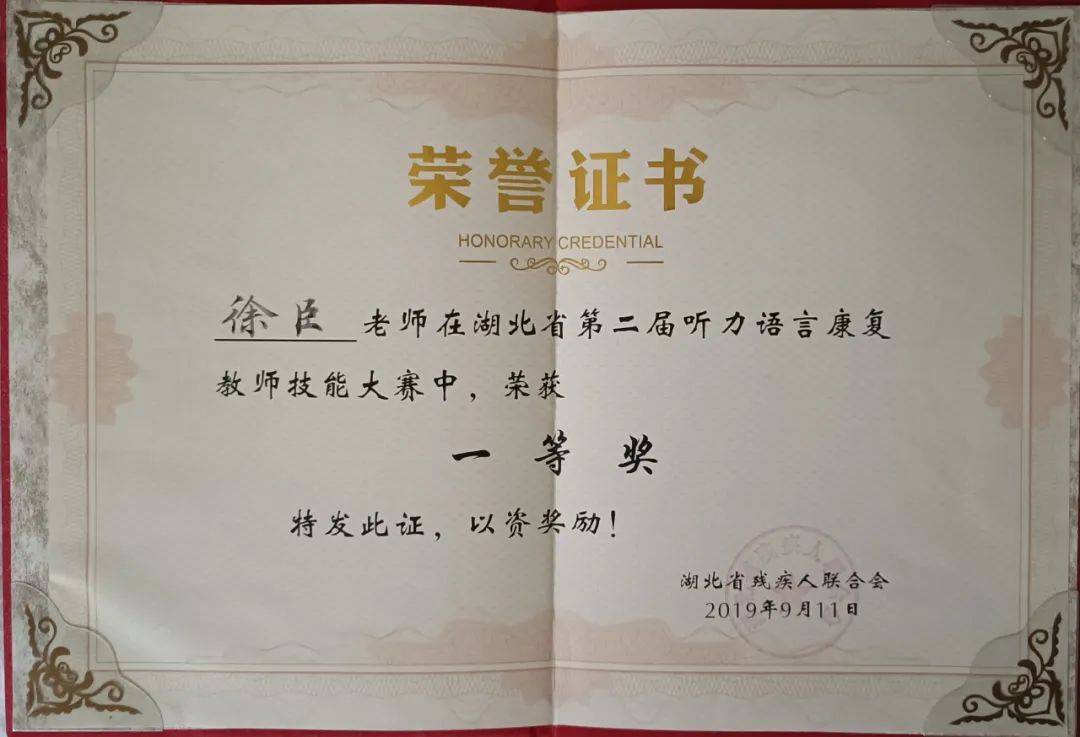 荣誉证书
HONORARY CREDENTIAL
徐臣 老师在湖北省第二届听力语言康复
教师技能大赛中，荣获
一等奖
特发此证，以资奖励！
湖北省残疾人联合会
2019年9月11日